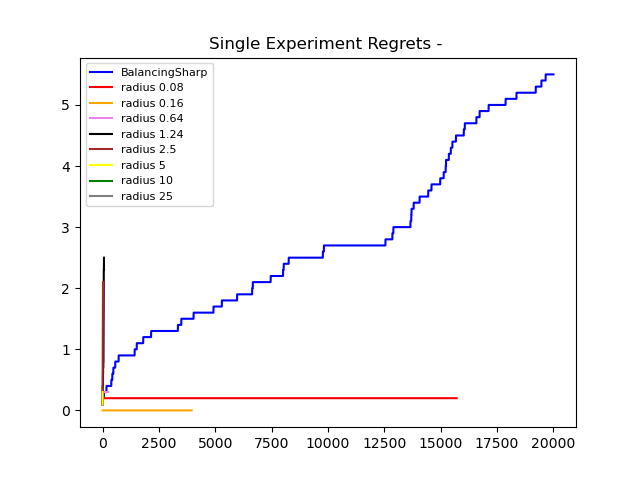 Single Experiment Regrets -
BalancingSharp
radius 0.08
radius 0.16
radius 0.64
radius 1.24
radius 2.5
radius 5
radius 10
radius 25
5
4
3
2
1
0
0 2500 5000 7500 10000 12500 15000 17500 20000